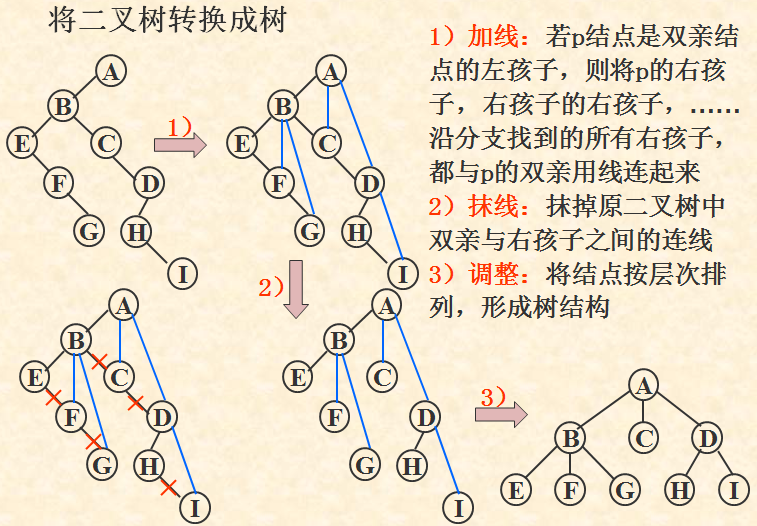 将二叉树转换成树
1）加线：若p结点是双亲结
点的左孩子，则将p的右孩
子，右孩子的右孩子，……
沿分支找到的所有右孩子，
都与p的双亲用线连起来
2）抹线：抹掉原二叉树中
双亲与右孩子之间的连线
3）调整：将结点按层次排
列，形成树结构
A
B
E
C
F
D
G
H
I
1）
A
B
E
C
F
D
G
H
I
2）
A
B
E
C
F
D
G
H
I
A
B
E
C
F
D
G
H
I
3）
A
B
C
D
E
F
G
H
I